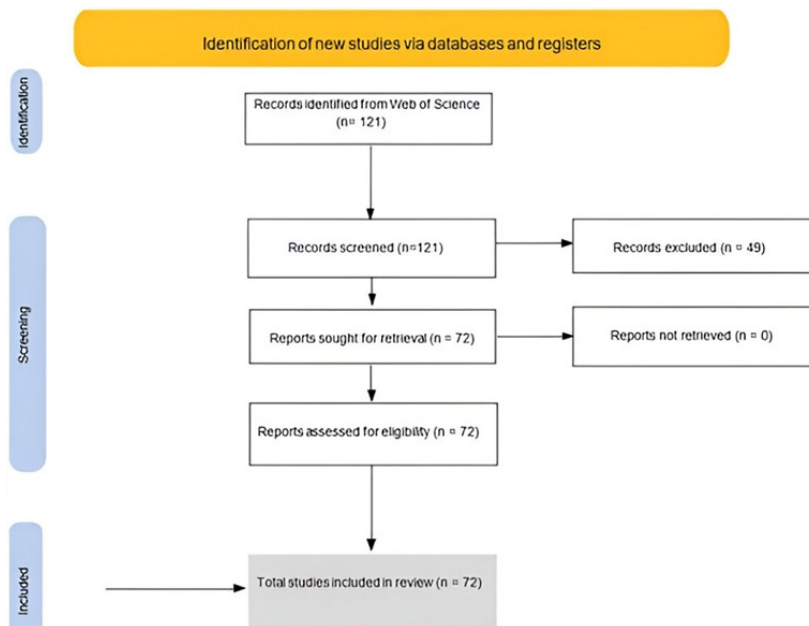 Identification of new studies via databases and registers
Identification
Records identified from Web of Science
(n= 121)
Screening
Records screened (n=121)
Records excluded (n = 49)
Reports sought for retrieval (n = 72)
Reports not retrieved (n = 0)
Reports assessed for eligibility (n = 72)
Included
Total studies included in review (n = 72)